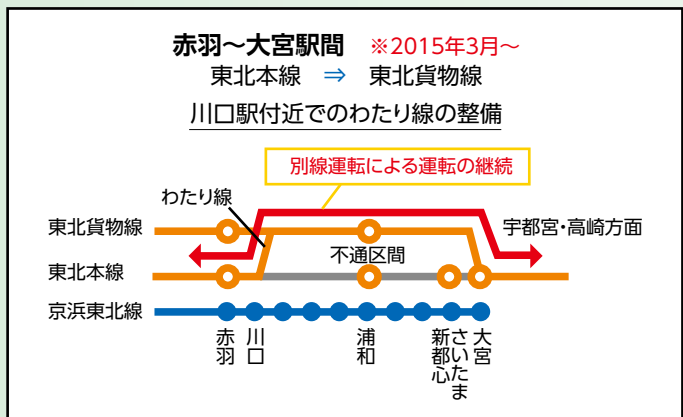 赤羽～大宮駅間 ※2015年3月～
東北本線 ⇒ 東北貨物線
川口駅付近でのわたり線の整備
別線運転による運転の継続
わたり線
東北貨物線
宇都宮・高崎方面
不通区間
東北本線
京浜東北線
赤羽
川口
浦和
さいたま新都心
大宮